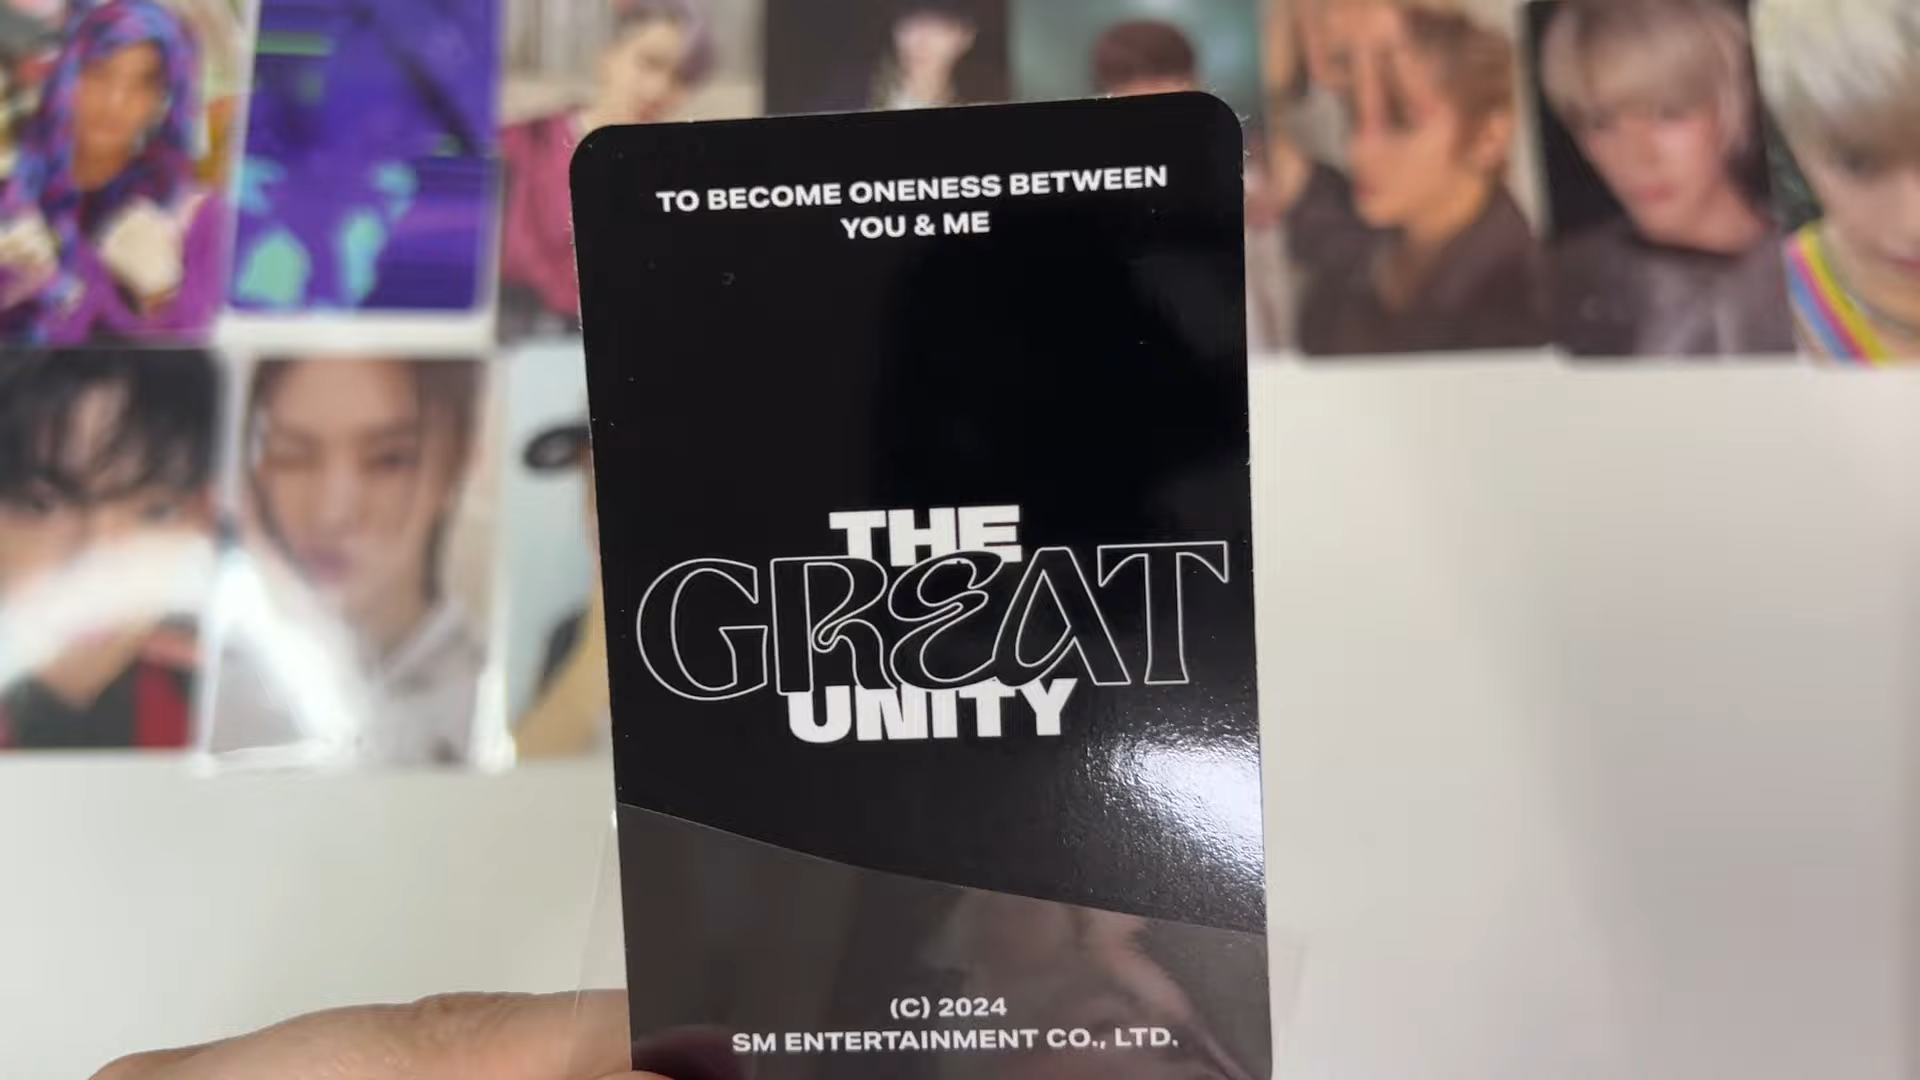 TO BECOME ONENESS BETWEEN
YOU & ME
THE
GREAT
UNITY
(C) 2024
SM ENTERTAINMENT CO., LTD.